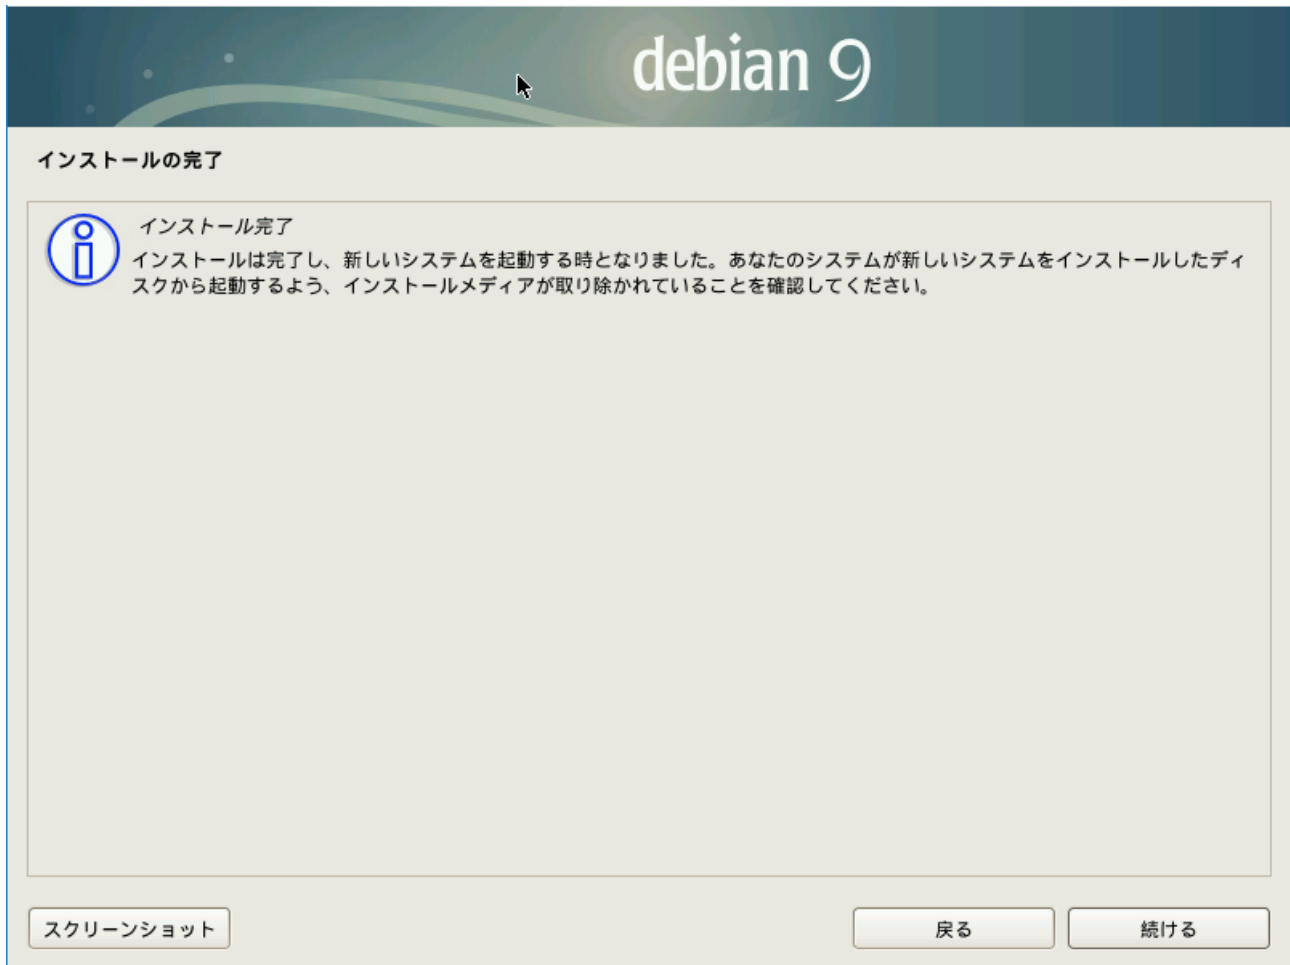 debian 9
インストールの完了
インストール完了
インストールは完了し、新しいシステムを起動する時となりました。あなたのシステムが新しいシステムをインストールしたディ
スクから起動するよう、インストールメディアが取り除かれていることを確認してください。
スクリーンショット
戻る
続ける